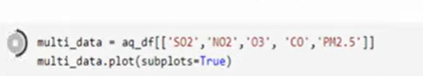 multi_data = aq_df[['SO2','NO2','O3', 'CO','PM2.5']]
multi_data.plot(subplots=True)